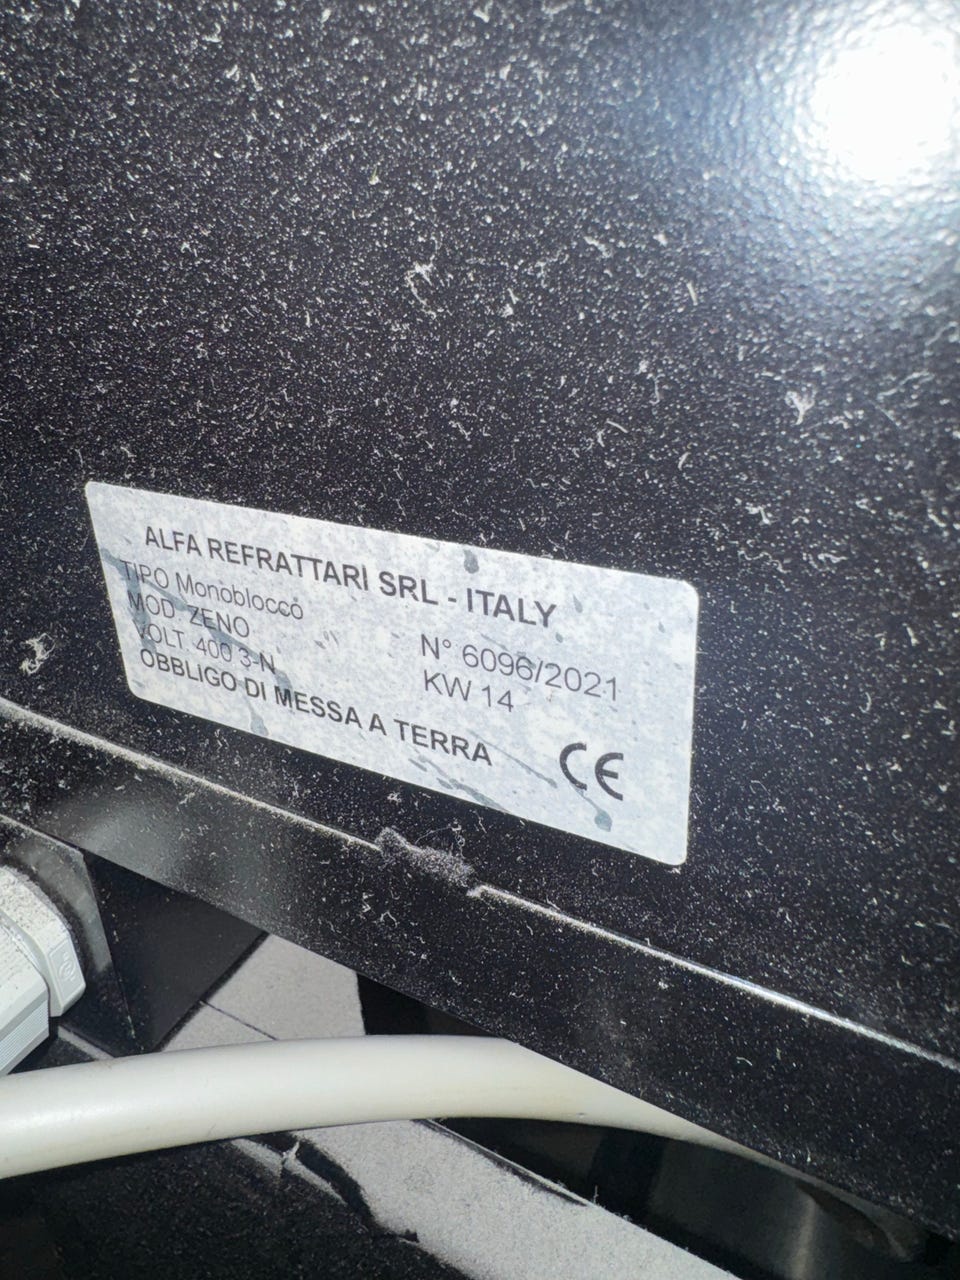 ALFA REFRATTARI SRL - ITALY
TIPO Monoblocco
MOD. ZENO N° 6096/2021
VOLT 400 3-N KW 14
OBBLIGO DI MESSA A TERRA
CE